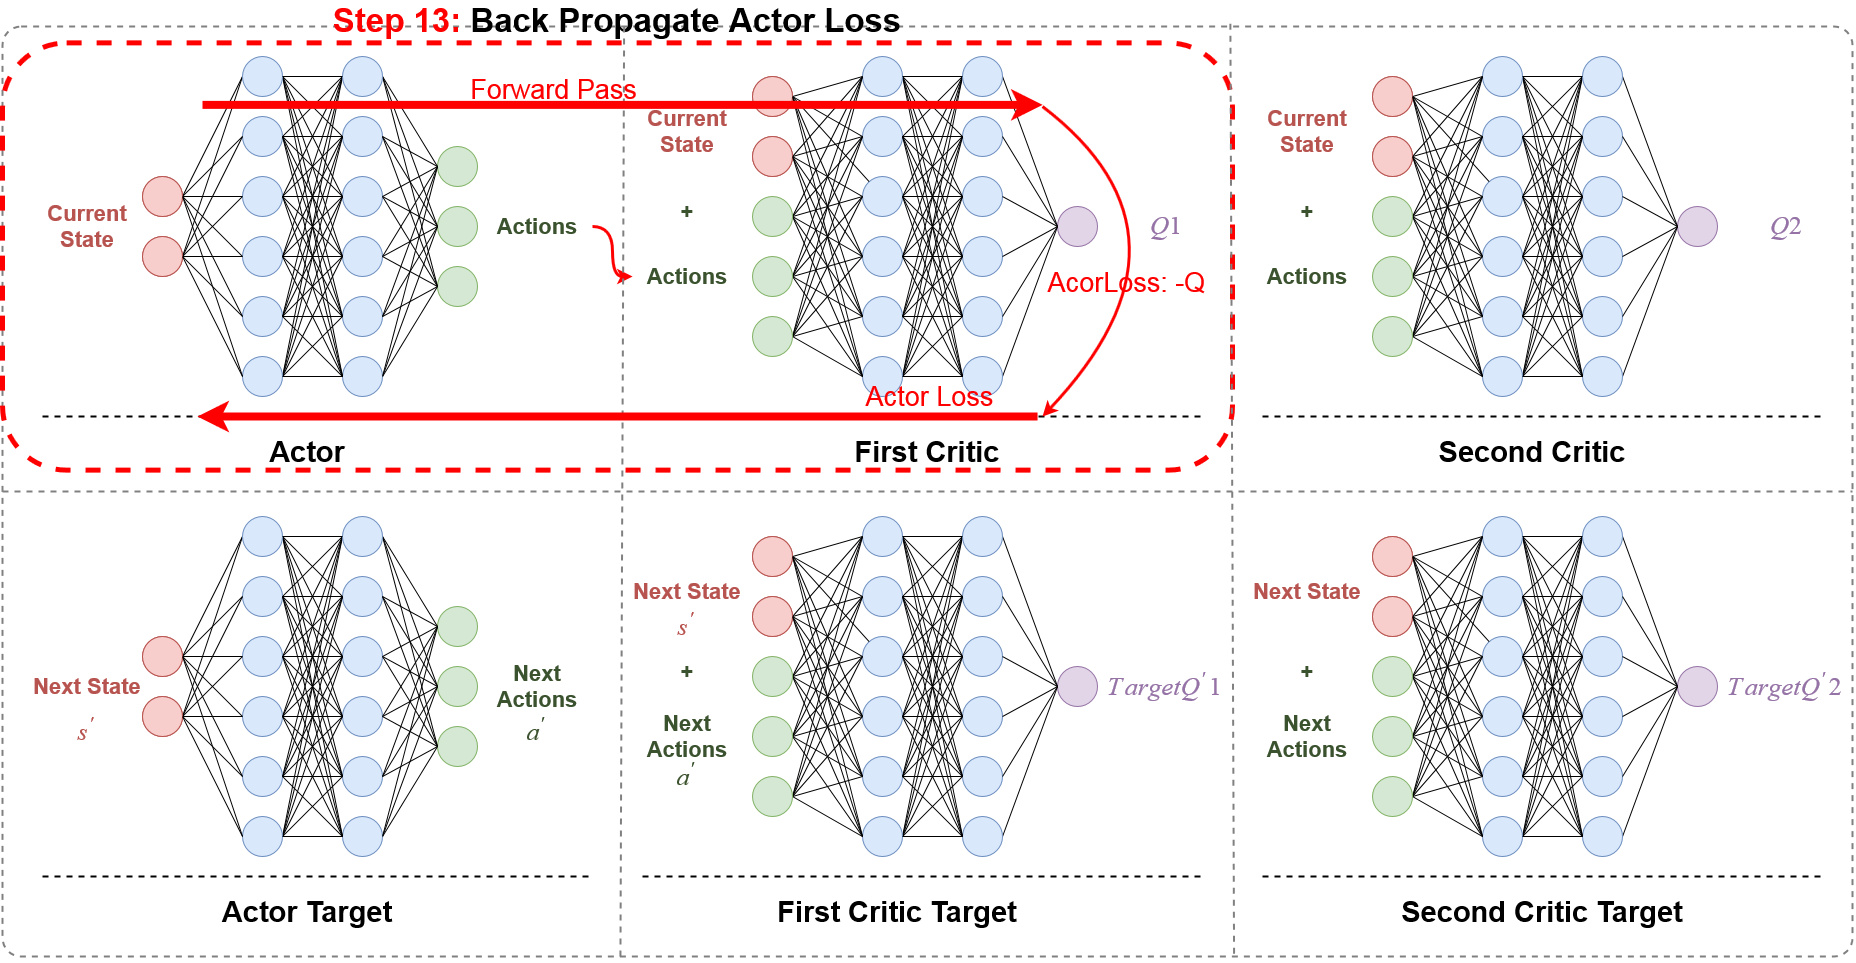 Step 13: Back Propagate Actor Loss
Forward Pass
Current
State
Actions
Current
State
+
Actions
Q1
AcorLoss: -Q
Actor Loss
Current
State
+
Actions
Q2
Actor
First Critic
Second Critic
Next State
s'
Next
Actions
a'
Next State
s'
+
Next
Actions
a'
TargetQ'1
Next State
+
Next
Actions
TargetQ'2
Actor Target
First Critic Target
Second Critic Target